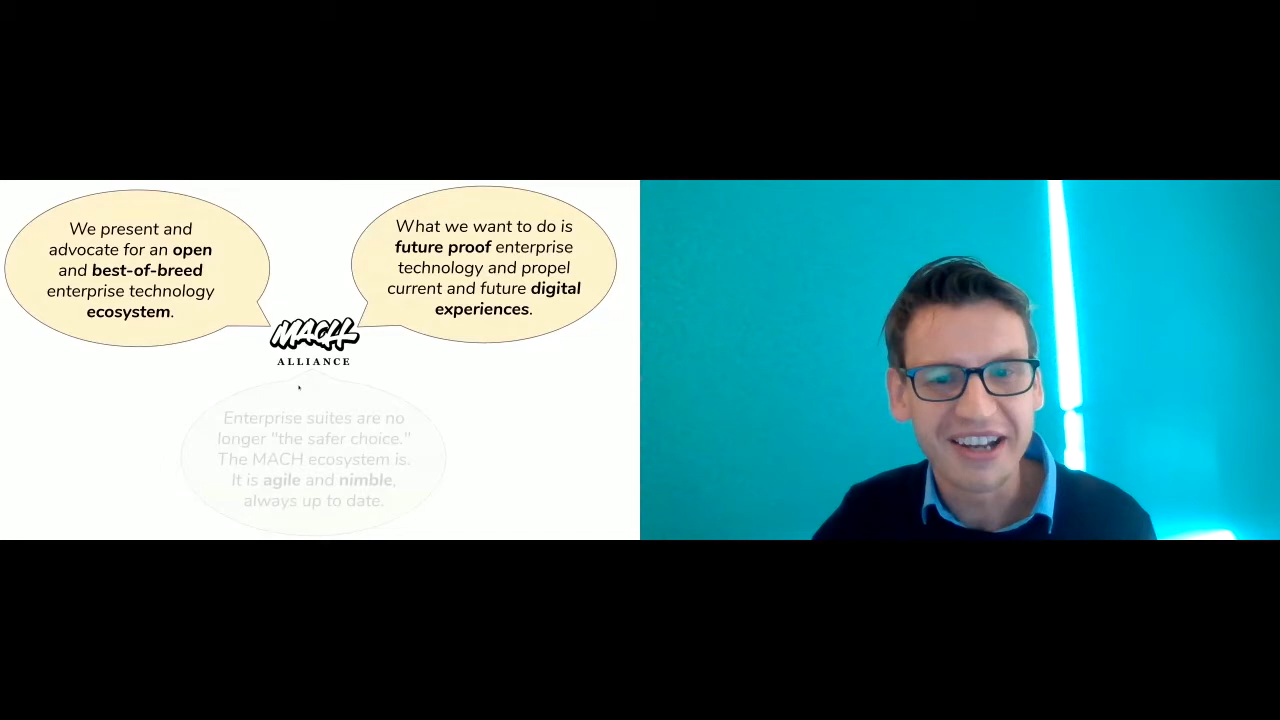 We present and
advocate for an open
and best-of-breed
enterprise technology
ecosystem.
What we want to do is
future proof enterprise
technology and propel
current and future digital
experiences.
MACH
ALLIANCE
Enterprise suites are no
longer "the safer choice."
The MACH ecosystem is.
It is agile and nimble,
always up to date.